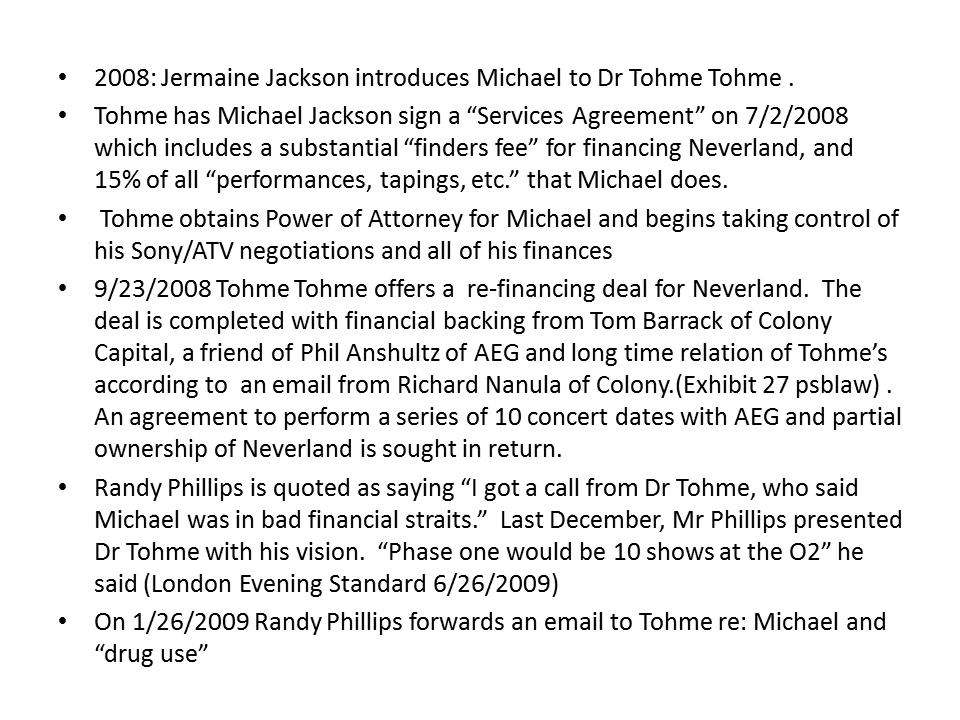 • 2008: Jermaine Jackson introduces Michael to Dr Tohme Tohme .
• Tohme has Michael Jackson sign a “Services Agreement” on 7/2/2008
which includes a substantial “finders fee” for financing Neverland, and
15% of all “performances, tapings, etc.” that Michael does.
• Tohme obtains Power of Attorney for Michael and begins taking control of
his Sony/ATV negotiations and all of his finances
• 9/23/2008 Tohme Tohme offers a  re-financing deal for Neverland.  The
deal is completed with financial backing from Tom Barrack of Colony
Capital, a friend of Phil Anshultz of AEG and long time relation of Tohme’s
according to  an email from Richard Nanula of Colony.(Exhibit 27 psblaw) .
An agreement to perform a series of 10 concert dates with AEG and partial
ownership of Neverland is sought in return.
• Randy Phillips is quoted as saying “I got a call from Dr Tohme, who said
Michael was in bad financial straits.”  Last December, Mr Phillips presented
Dr Tohme with his vision.  “Phase one would be 10 shows at the O2” he
said (London Evening Standard 6/26/2009)
• On 1/26/2009 Randy Phillips forwards an email to Tohme re: Michael and
“drug use”